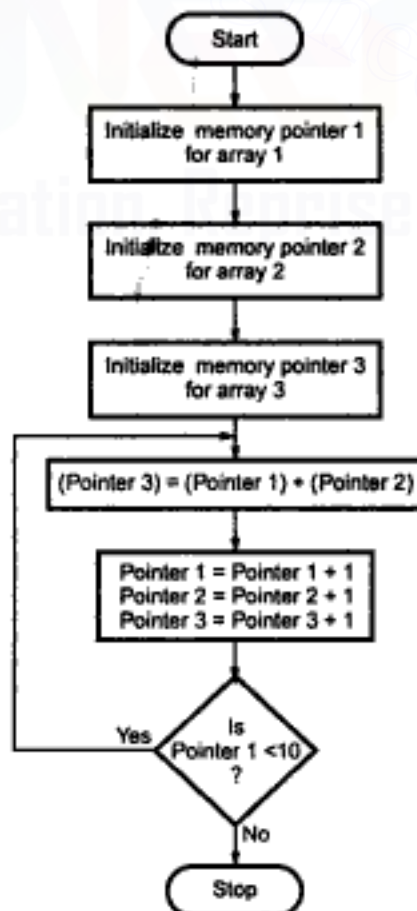 Start
Initialize memory pointer 1
for array 1
Initialize memory pointer 2
for array 2
Initialize memory pointer 3
for array 3
(Pointer 3) = (Pointer 1) + (Pointer 2)
Pointer 1 = Pointer 1 + 1
Pointer 2 = Pointer 2 + 1
Pointer 3 = Pointer 3 + 1
Is
Pointer 1 <10
?
Yes
No
Stop